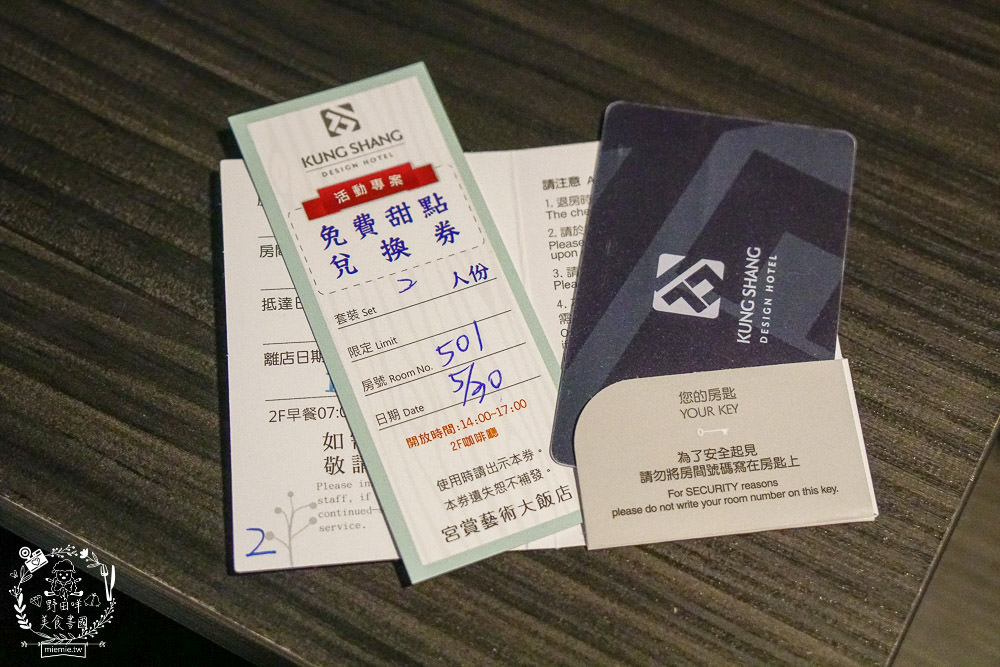 KUNG SHANG
DESIGN HOTEL
活動專案
免費甜點
兌換券
2 人份
套裝 Set
限定 Limit
房號 Room No. 501
日期 Date 5/30
開放時間:14:00-17:00
2F咖啡廳
使用時請出示本券。
本券遺失恕不補發。
宮賞藝術大飯店
抵達日
離店日期
2F早餐07:0
如
敬請
Please in
staff, if
continued
service.
2
請注意 A
1. 退房時
The che
2. 請於
Please
upon
3. 請
Plea
4.
需
KUNG SHANG
DESIGN HOTEL
您的房匙
YOUR KEY
為了安全起見
請勿將房間號碼寫在房匙上
For SECURITY reasons
please do not write your room number on this key.
野田咩
美食書園
miemie.tw